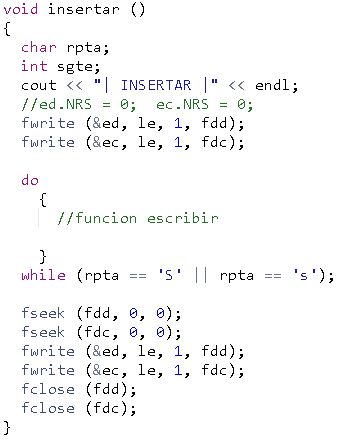 void insertar ()
{
char rpta;
int sgte;
cout << "| INSERTAR |" << endl;
//ed.NRS = 0;  ec.NRS = 0;
fwrite (&ed, le, 1, fdd);
fwrite (&ec, le, 1, fdc);
do
{
//funcion escribir
}
while (rpta == 'S' || rpta == 's');
fseek (fdd, 0, 0);
fseek (fdc, 0, 0);
fwrite (&ed, le, 1, fdd);
fwrite (&ec, le, 1, fdc);
fclose (fdd);
fclose (fdc);
}